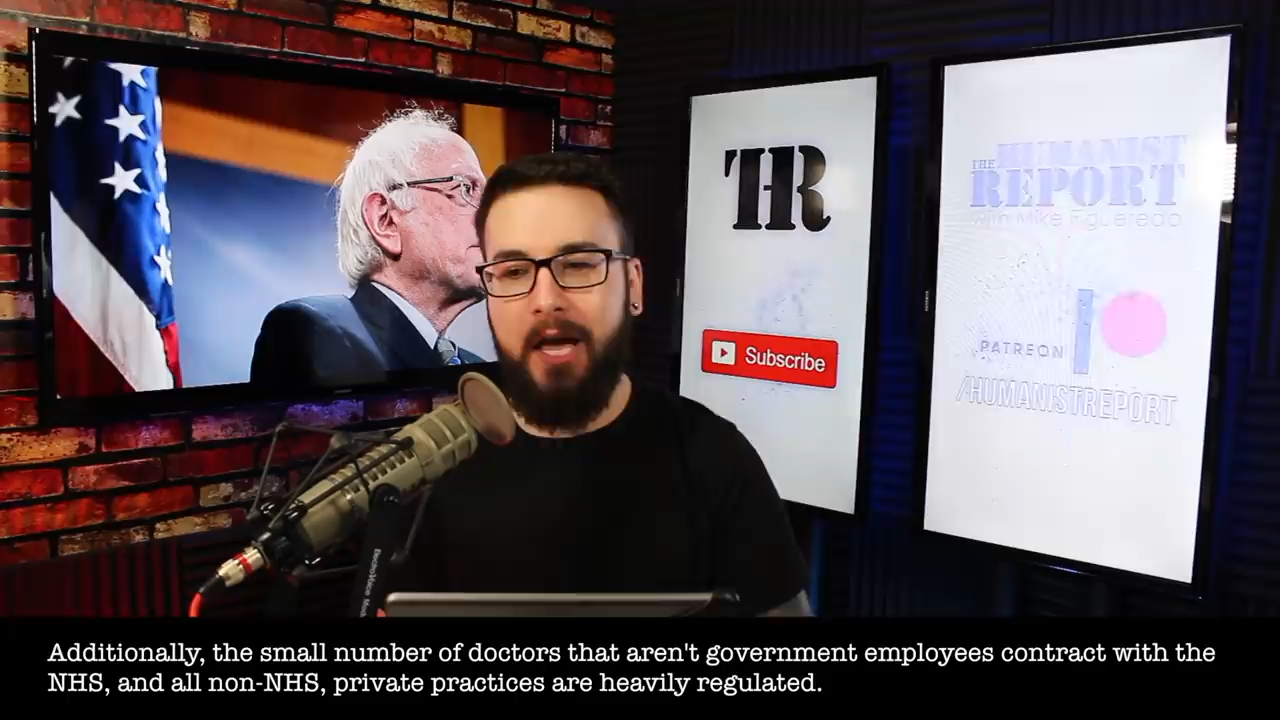 THR
Subscribe
THE HUMANIST
REPORT
with Mike Figueredo
PATREON
/HUMANISTREPORT
Additionally, the small number of doctors that aren't government employees contract with the
NHS, and all non-NHS, private practices are heavily regulated.